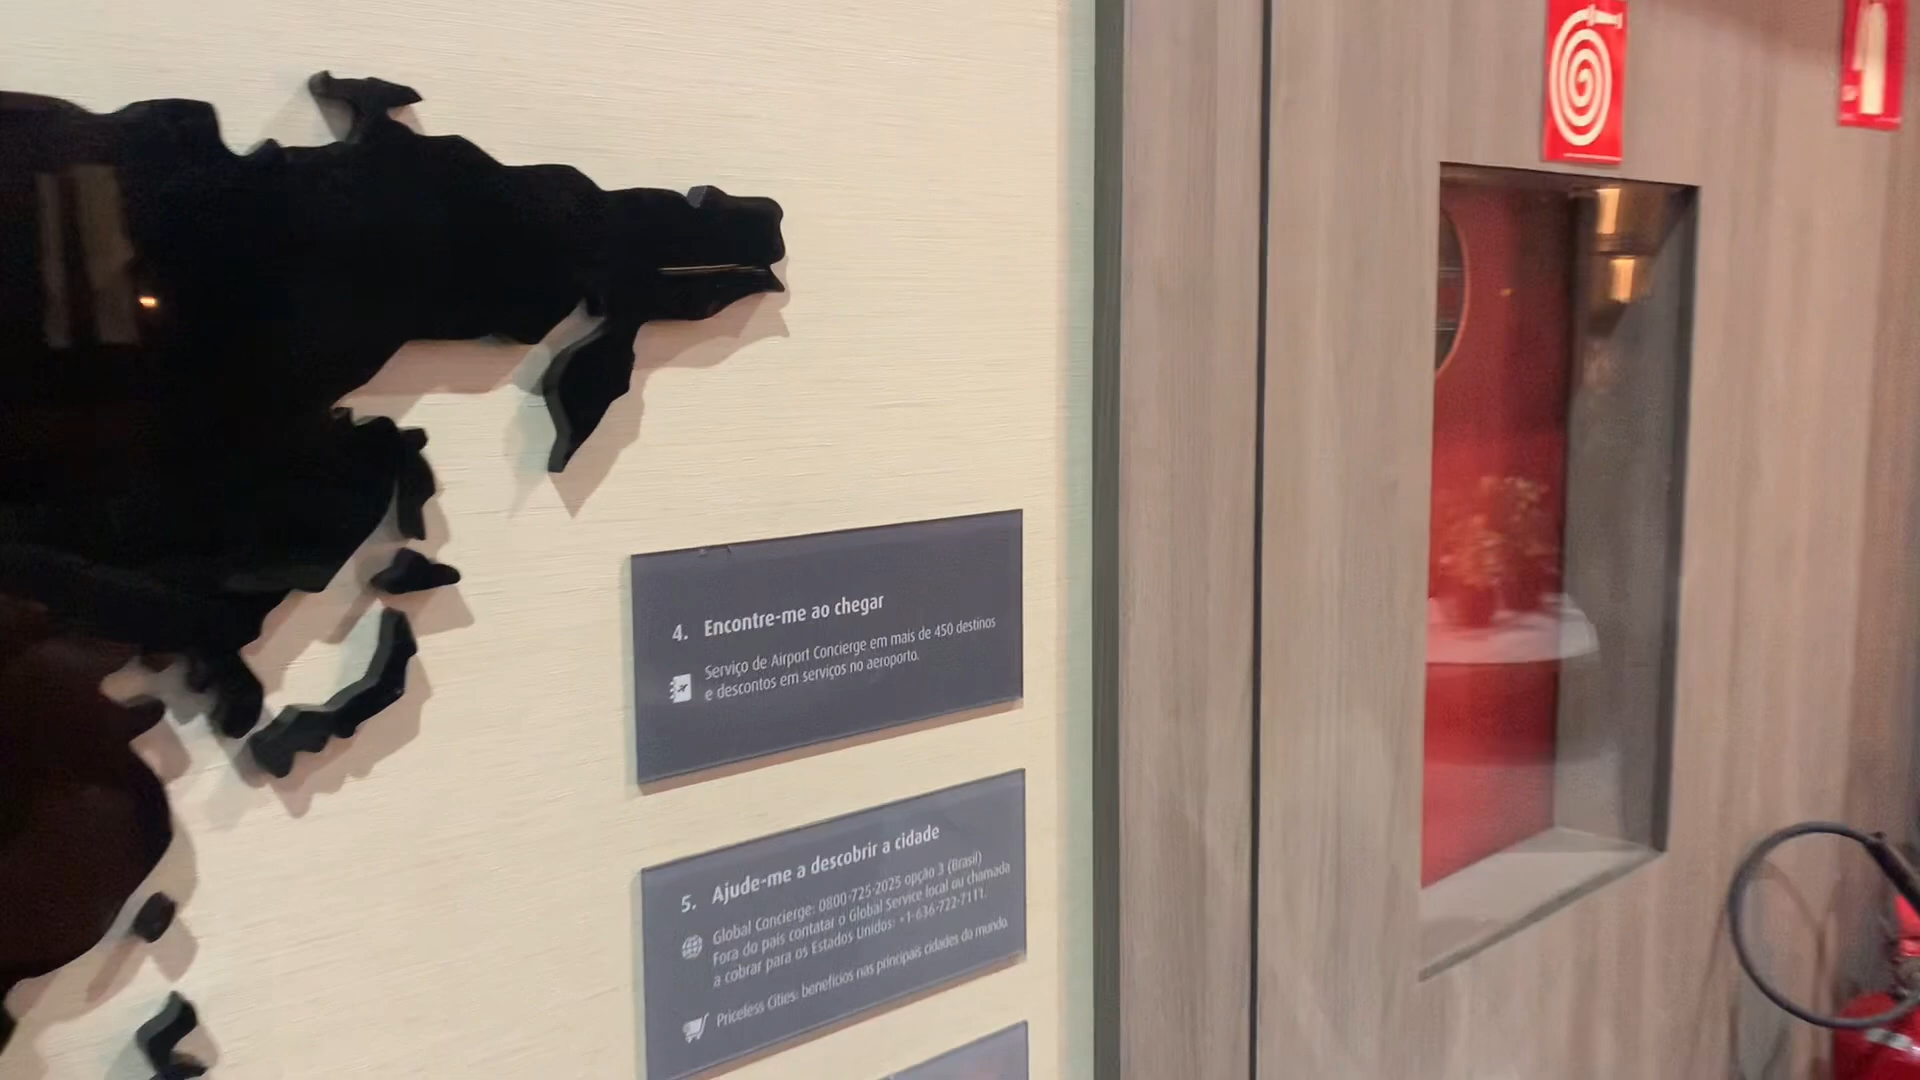 4. Encontre-me ao chegar
Serviço de Airport Concierge em mais de 450 destinos
e descontos em serviços no aeroporto.
5. Ajude-me a descobrir a cidade
Global Concierge: 0800-725-2025 opção 3 (Brasil)
Fora do país contatar o Global Service local ou chamada
a cobrar para os Estados Unidos: +1-636-722-7111.
Priceless Cities: benefícios nas principais cidades do mundo.